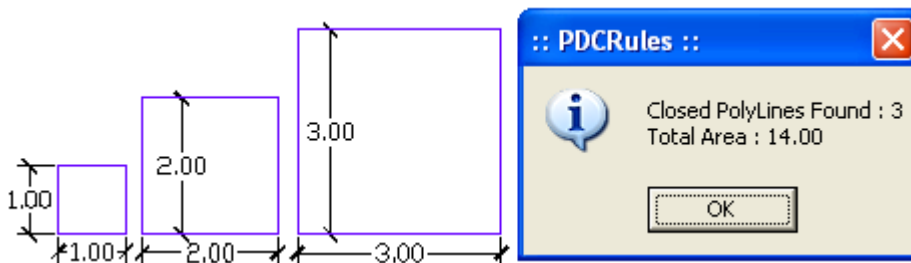 1.00
1.00
2.00
2.00
3.00
3.00
:: PDCRules ::
Closed PolyLines Found : 3
Total Area : 14.00
OK